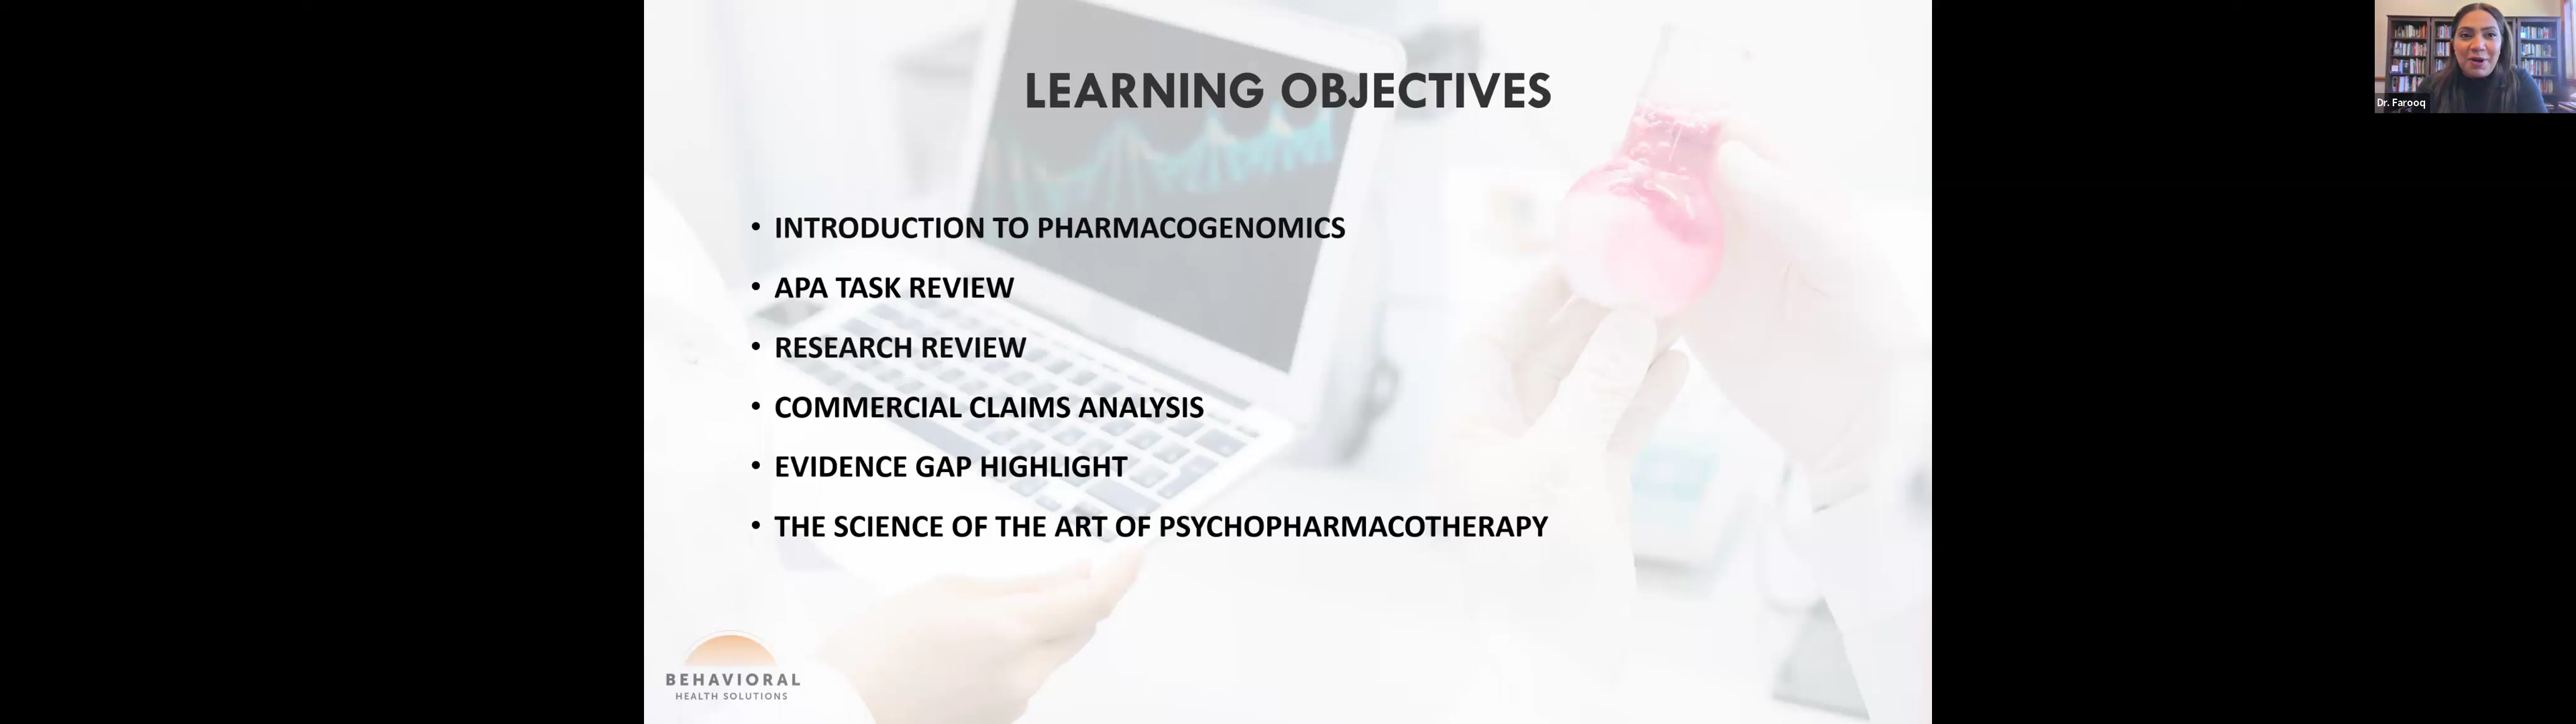 LEARNING OBJECTIVES
• INTRODUCTION TO PHARMACOGENOMICS
• APA TASK REVIEW
• RESEARCH REVIEW
• COMMERCIAL CLAIMS ANALYSIS
• EVIDENCE GAP HIGHLIGHT
• THE SCIENCE OF THE ART OF PSYCHOPHARMACOTHERAPY
BEHAVIORAL
HEALTH SOLUTIONS
Dr. Farooq